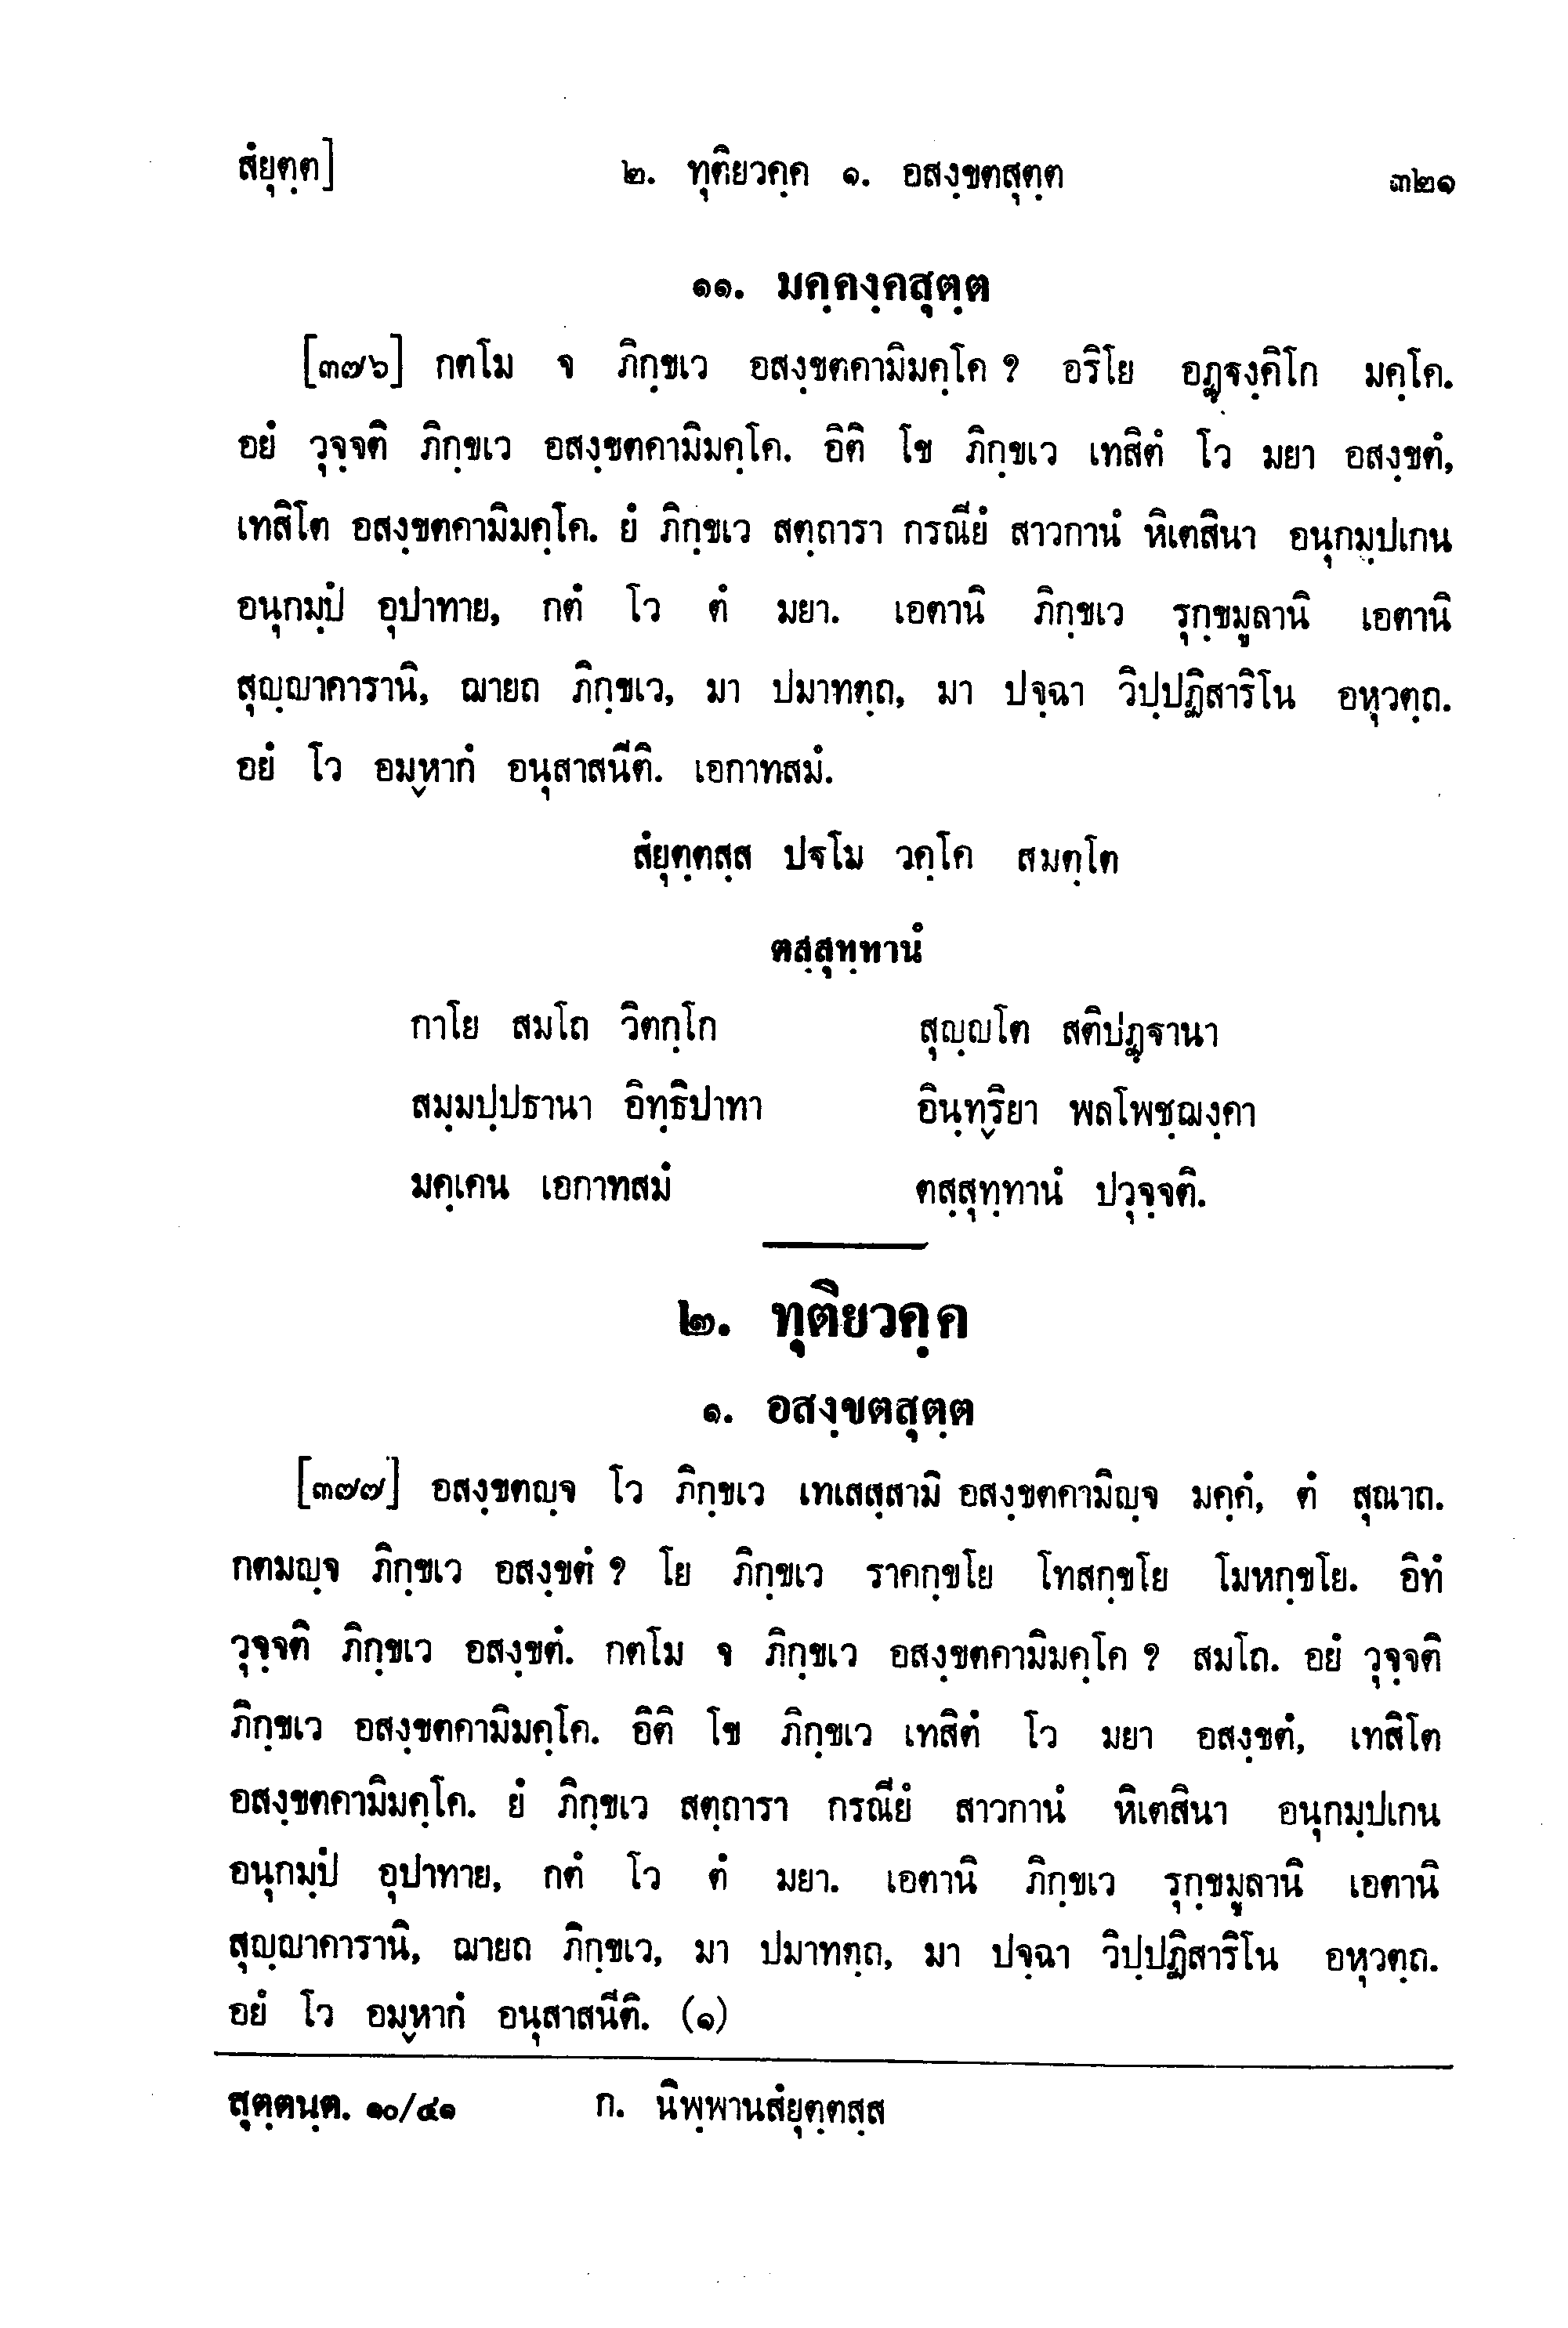 สํยุตฺต]	๒. ทุติยวคฺค ๑. อสงฺขตสุตฺต	๓๒๑
๑๑. มคฺคงฺคสุตฺต
[๓๗๖] กตโม จ ภิกฺขเว อสงฺขตคามิมคฺโค ? อริโย อฏฺฐงฺคิโก มคฺโค.
อยํ วุจฺจติ ภิกฺขเว อสงฺขตคามิมคฺโค. อิติ โข ภิกฺขเว เทสิตํ โว มยา อสงฺขตํ,
เทสิโต อสงฺขตคามิมคฺโค. ยํ ภิกฺขเว สตฺถารา กรณียํ สาวกานํ หิเตสินา อนุกมฺปเกน
อนุกมฺปํ อุปาทาย, กตํ โว ตํ มยา. เอตานิ ภิกฺขเว รุกฺขมูลานิ เอตานิ
สุญฺญาคารานิ, ฌายถ ภิกฺขเว, มา ปมาทตฺถ, มา ปจฺฉา วิปฺปฏิสาริโน อหุวตฺถ.
อยํ โว อมฺหากํ อนุสาสนีติ. เอกาทสมํ.
สํยุตฺตสฺส ปฐโม วคฺโค สมตฺโต
ตสฺสุทฺทานํ
กาโย สมโถ วิตกฺโก	สุญฺญโต สติปฏฺฐานา
สมฺมปฺปธานา อิทฺธิปาทา	อินฺทฺริยา พลโพชฺฌงฺคา
มคฺเคน เอกาทสมํ	ตสฺสุทฺทานํ ปวุจฺจติ.
๒. ทุติยวคฺค
๑. อสงฺขตสุตฺต
[๓๗๗] อสงฺขตญฺจ โว ภิกฺขเว เทเสสฺสามิ อสงฺขตคามิญฺจ มคฺคํ, ตํ สุณาถ.
กตมญฺจ ภิกฺขเว อสงฺขตํ ? โย ภิกฺขเว ราคกฺขโย โทสกฺขโย โมหกฺขโย. อิทํ
วุจฺจติ ภิกฺขเว อสงฺขตํ. กตโม จ ภิกฺขเว อสงฺขตคามิมคฺโค ? สมโถ. อยํ วุจฺจติ
ภิกฺขเว อสงฺขตคามิมคฺโค. อิติ โข ภิกฺขเว เทสิตํ โว มยา อสงฺขตํ, เทสิโต
อสงฺขตคามิมคฺโค. ยํ ภิกฺขเว สตฺถารา กรณียํ สาวกานํ หิเตสินา อนุกมฺปเกน
อนุกมฺปํ อุปาทาย, กตํ โว ตํ มยา. เอตานิ ภิกฺขเว รุกฺขมูลานิ เอตานิ
สุญฺญาคารานิ, ฌายถ ภิกฺขเว, มา ปมาทตฺถ, มา ปจฺฉา วิปฺปฏิสาริโน อหุวตฺถ.
อยํ โว อมฺหากํ อนุสาสนีติ. (๑)
สุตฺตนฺต. ๑๐/๔๑	ก. นิพฺพานสํยุตฺตสฺส